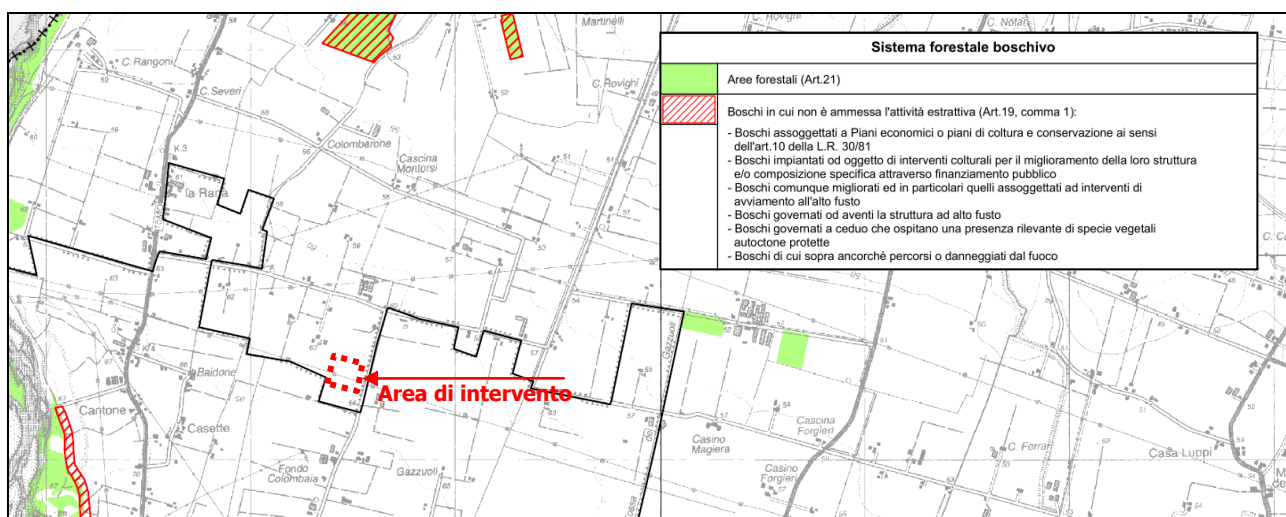 Martinelli
C. Rovigre
C. Notari
C. Rangoni
C. Severi
C. Rovighi
Colombarone
Cascina
Montorsi
K.3
la Rana
Sistema forestale boschivo
Aree forestali (Art.21)
Boschi in cui non è ammessa l'attività estrattiva (Art.19, comma 1):
- Boschi assoggettati a Piani economici o piani di coltura e conservazione ai sensi
dell'art.10 della L.R. 30/81
- Boschi impiantati od oggetto di interventi colturali per il miglioramento della loro struttura
e/o composizione specifica attraverso finanziamento pubblico
- Boschi comunque migliorati ed in particolari quelli assoggettati ad interventi di
avviamento all'alto fusto
- Boschi governati od aventi la struttura ad alto fusto
- Boschi governati a ceduo che ospitano una presenza rilevante di specie vegetali
autoctone protette
- Boschi di cui sopra ancorchè percorsi o danneggiati dal fuoco
Gazzuoli
Baldone
Area di intervento
Cantone
Casette
dei
Casino
Magiera
Cascina
Forgieri
C. Ferrari
Casa Luppi
Fondo
Colombaia
Gazzuoli
Casino
Forgieri